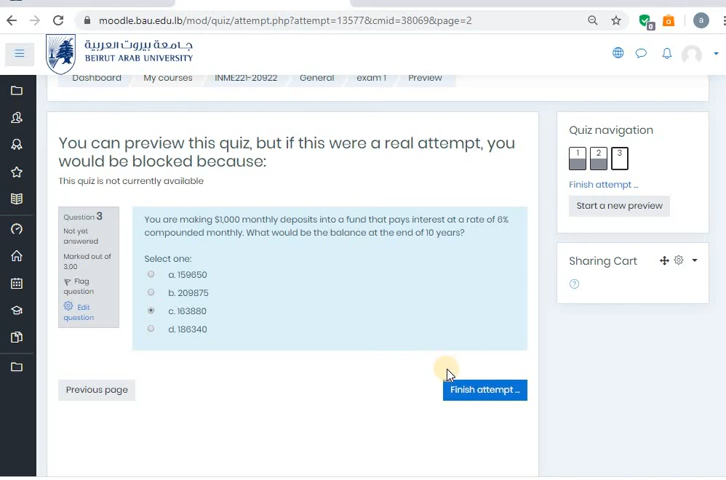 moodle.bau.edu.lb/mod/quiz/attempt.php?attempt=13577&cmid=38069&page=2
a
جامعة بيروت العربية
BEIRUT ARAB UNIVERSITY
Dashboard My courses INME221-20922 General exam 1 Preview
You can preview this quiz, but if this were a real attempt, you
would be blocked because:
This quiz is not currently available
Question 3
Not yet
answered
Marked out of
3.00
Flag
question
Edit
question
You are making $1,000 monthly deposits into a fund that pays interest at a rate of 6%
compounded monthly. What would be the balance at the end of 10 years?
Select one:
a. 159650
b. 209875
c. 163880
d. 186340
Previous page
Finish attempt ...
Quiz navigation
1 2 3
Finish attempt ...
Start a new preview
Sharing Cart